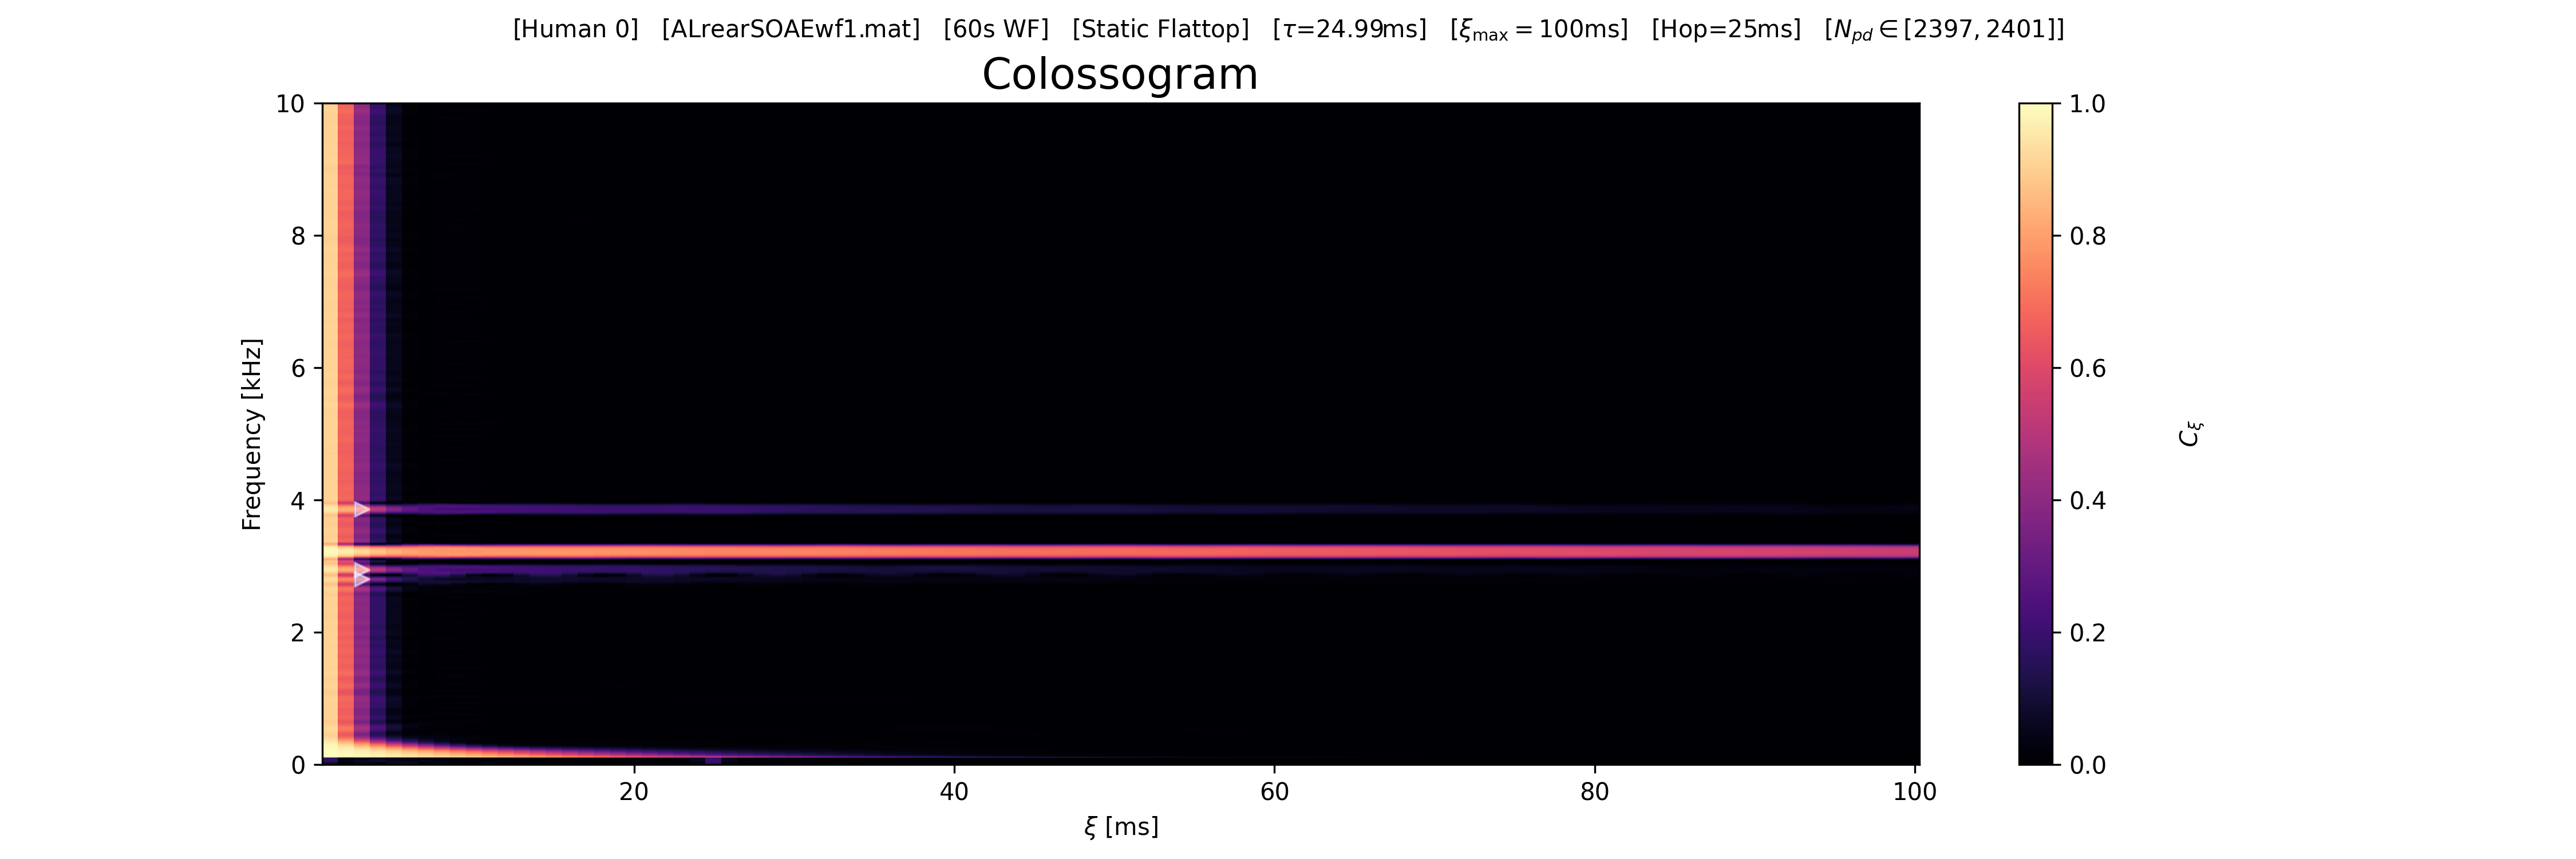 [Human 0] [ALrearSOAEwf1.mat] [60s WF] [Static Flattop] [τ=24.99ms] [ξmax = 100ms] [Hop=25ms] [Npd ∈ [2397, 2401]]
Colossogram
10
8
6
4
2
0
Frequency [kHz]
20 40 60 80 100
ξ [ms]
1.0
0.8
0.6
0.4
0.2
0.0
Cξ